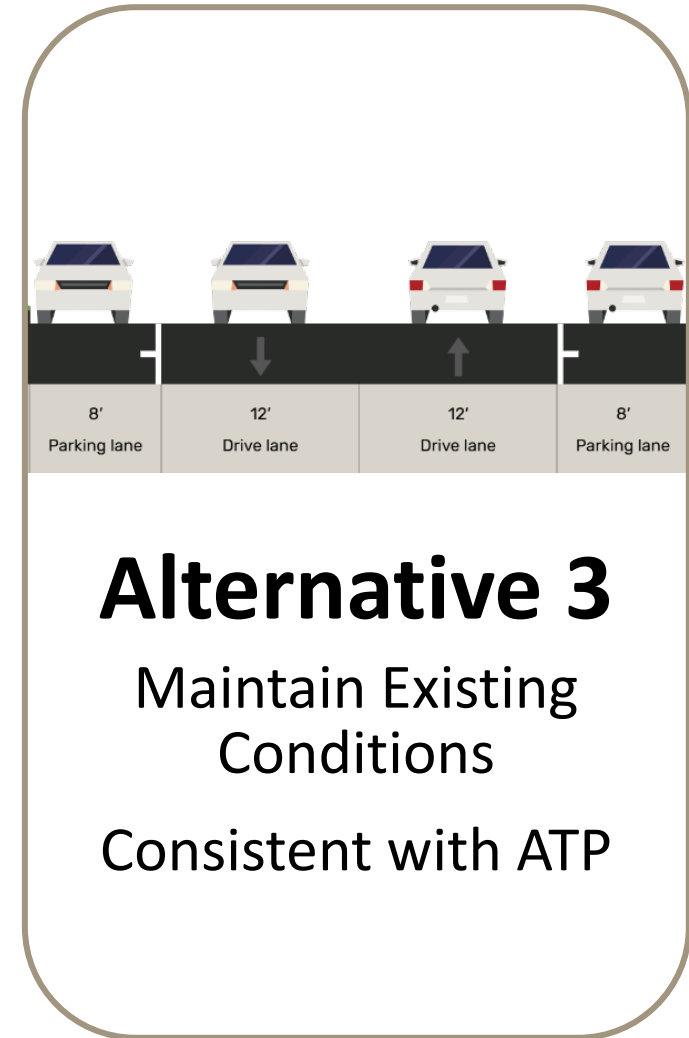 8′ 12′ 12′ 8′
Parking lane Drive lane Drive lane Parking lane
Alternative 3
Maintain Existing
Conditions
Consistent with ATP